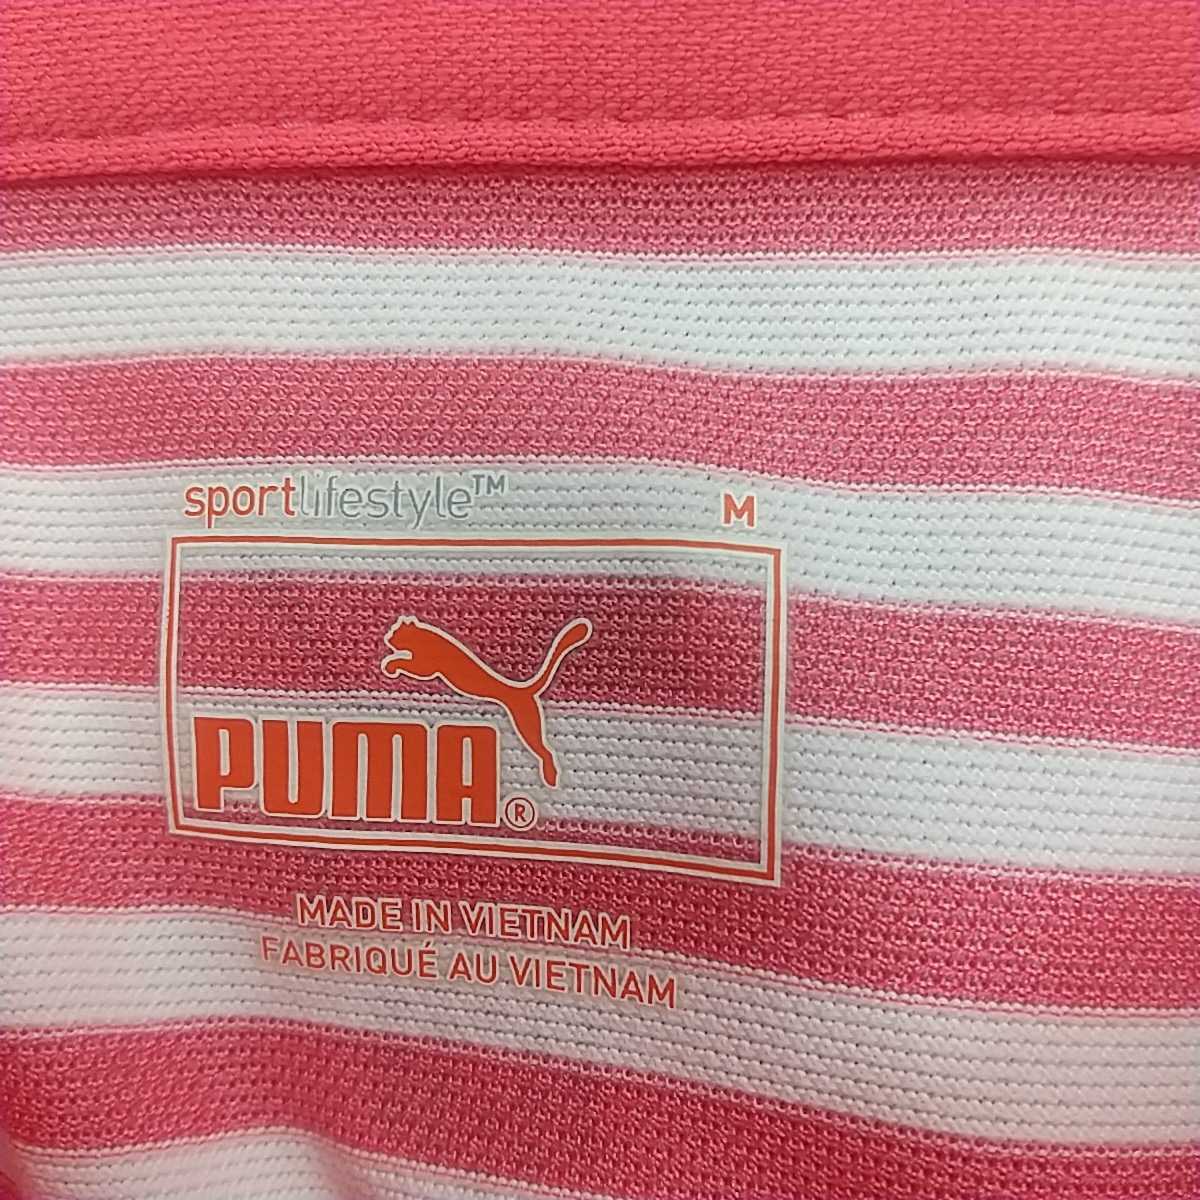 sportlifestyle™ M
PUMA®
MADE IN VIETNAM
FABRIQUÉ AU VIETNAM